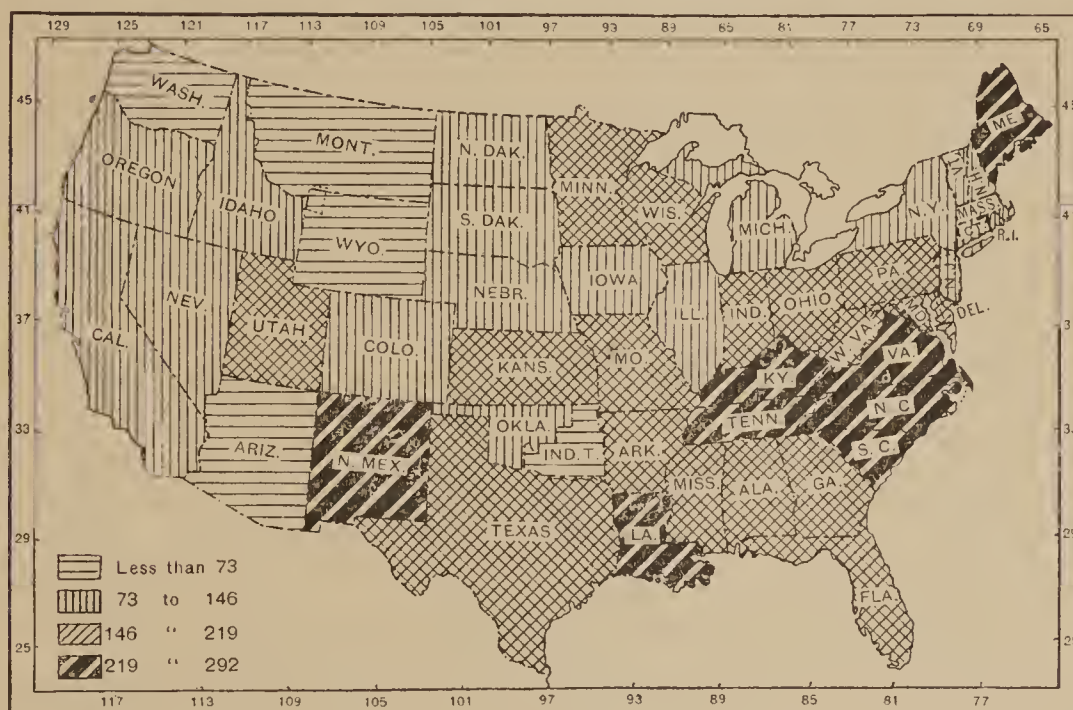 129 125 121 117 113 109 105 101 97 93 89 85 81 77 73 69 65
WASH.
45
MONT.
N. DAK.
ME.
OREGON
IDAHO
MINN.
WIS.
S. DAK.
N.Y.
MASS.
41
WYO.
MICH.
CT.
R.I.
NEBR.
IOWA
PA.
NEV.
UTAH
ILL.
IND.
OHIO
DEL.
37
CAL.
COLO.
KANS.
MO.
W. VA.
VA.
KY.
N. C.
TENN.
OKLA.
33
ARIZ.
N. MEX.
IND. T.
ARK.
S. C.
MISS.
ALA.
GA.
TEXAS
LA.
29
FLA.
25
Less than 73
73 to 146
146 " 219
219 " 292
117 113 109 105 101 97 93 89 85 81 77